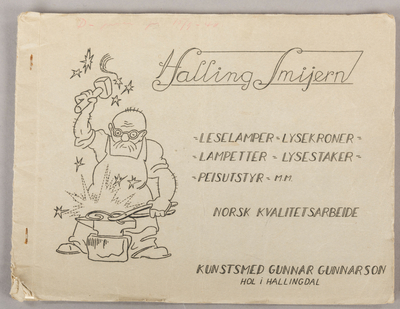 Halling Smijern
-LESELAMPER-LYSEKRONER-
-LAMPETTER-LYSESTAKER-
-PEISUTSTYR-M.M.
NORSK KVALITETSARBEIDE
KUNSTSMED GUNNAR GUNNARSON
HOL i HALLINGDAL